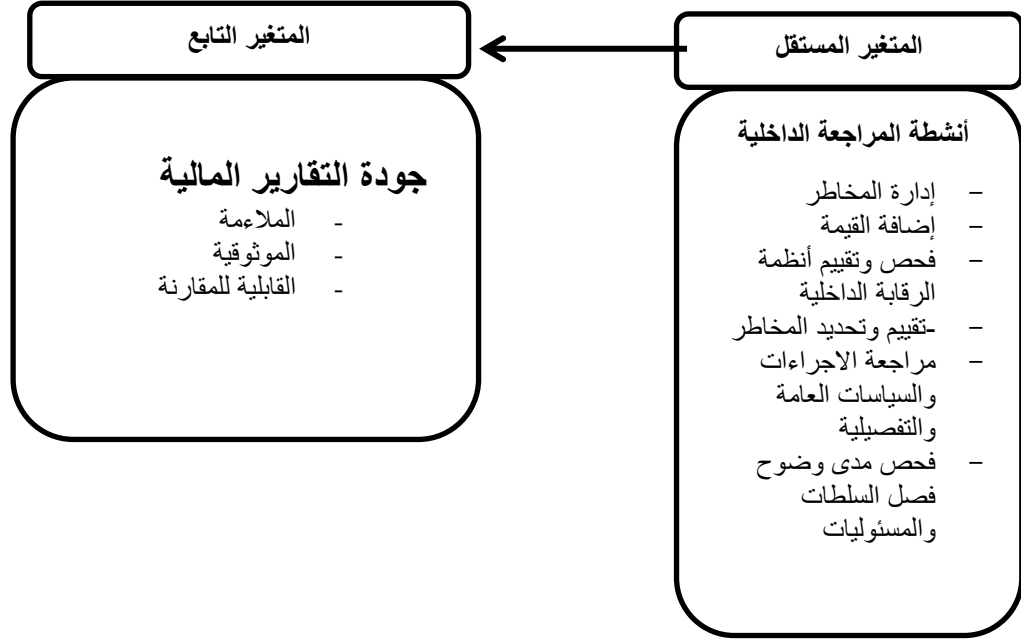 المتغير المستقل
أنشطة المراجعة الداخلية
– إدارة المخاطر
– إضافة القيمة
– فحص وتقييم أنظمة
الرقابة الداخلية
– -تقييم وتحديد المخاطر
– مراجعة الاجراءات
والسياسات العامة
والتفصيلية
– فحص مدى وضوح
فصل السلطات
والمسئوليات
المتغير التابع
جودة التقارير المالية
- الملاءمة
- الموثوقية
- القابلية للمقارنة